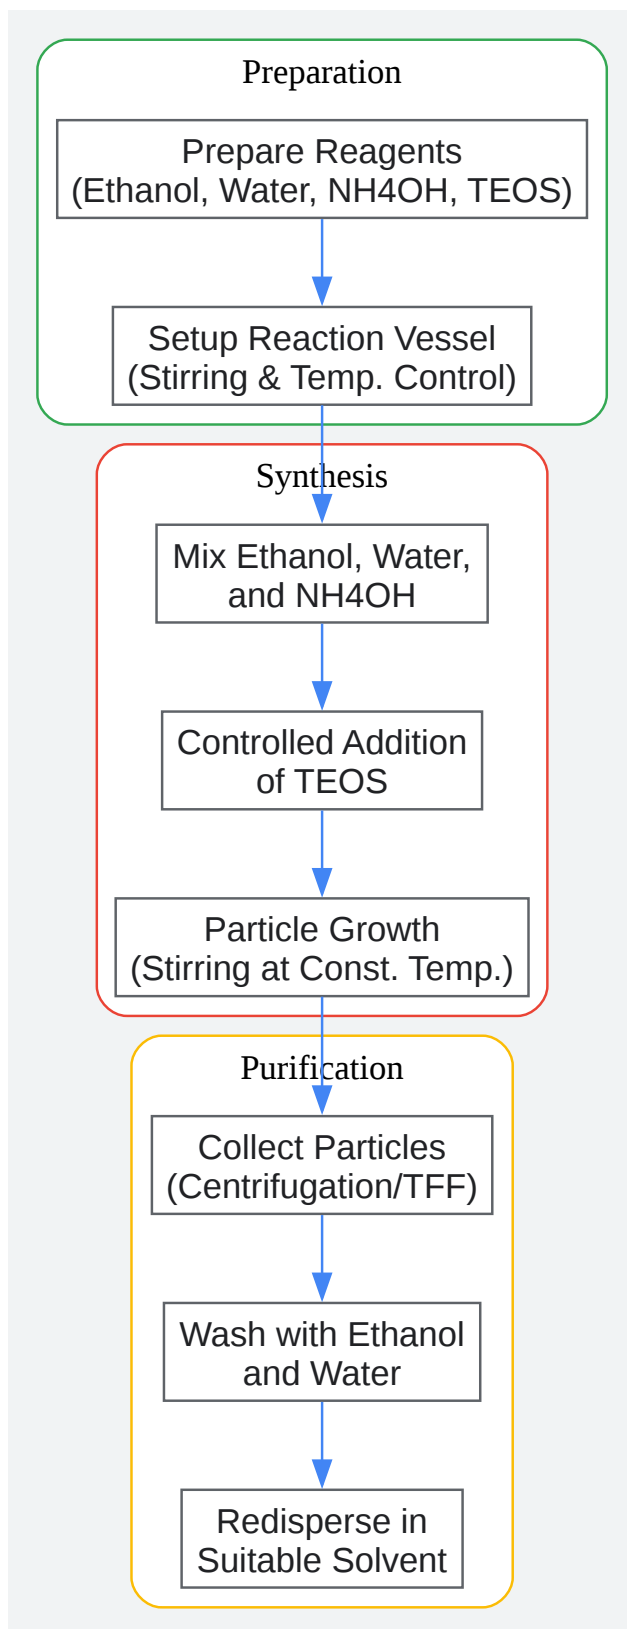 Preparation
Prepare Reagents
(Ethanol, Water, NH4OH, TEOS)
Setup Reaction Vessel
(Stirring & Temp. Control)
Synthesis
Mix Ethanol, Water,
and NH4OH
Controlled Addition
of TEOS
Particle Growth
(Stirring at Const. Temp.)
Purification
Collect Particles
(Centrifugation/TFF)
Wash with Ethanol
and Water
Redisperse in
Suitable Solvent